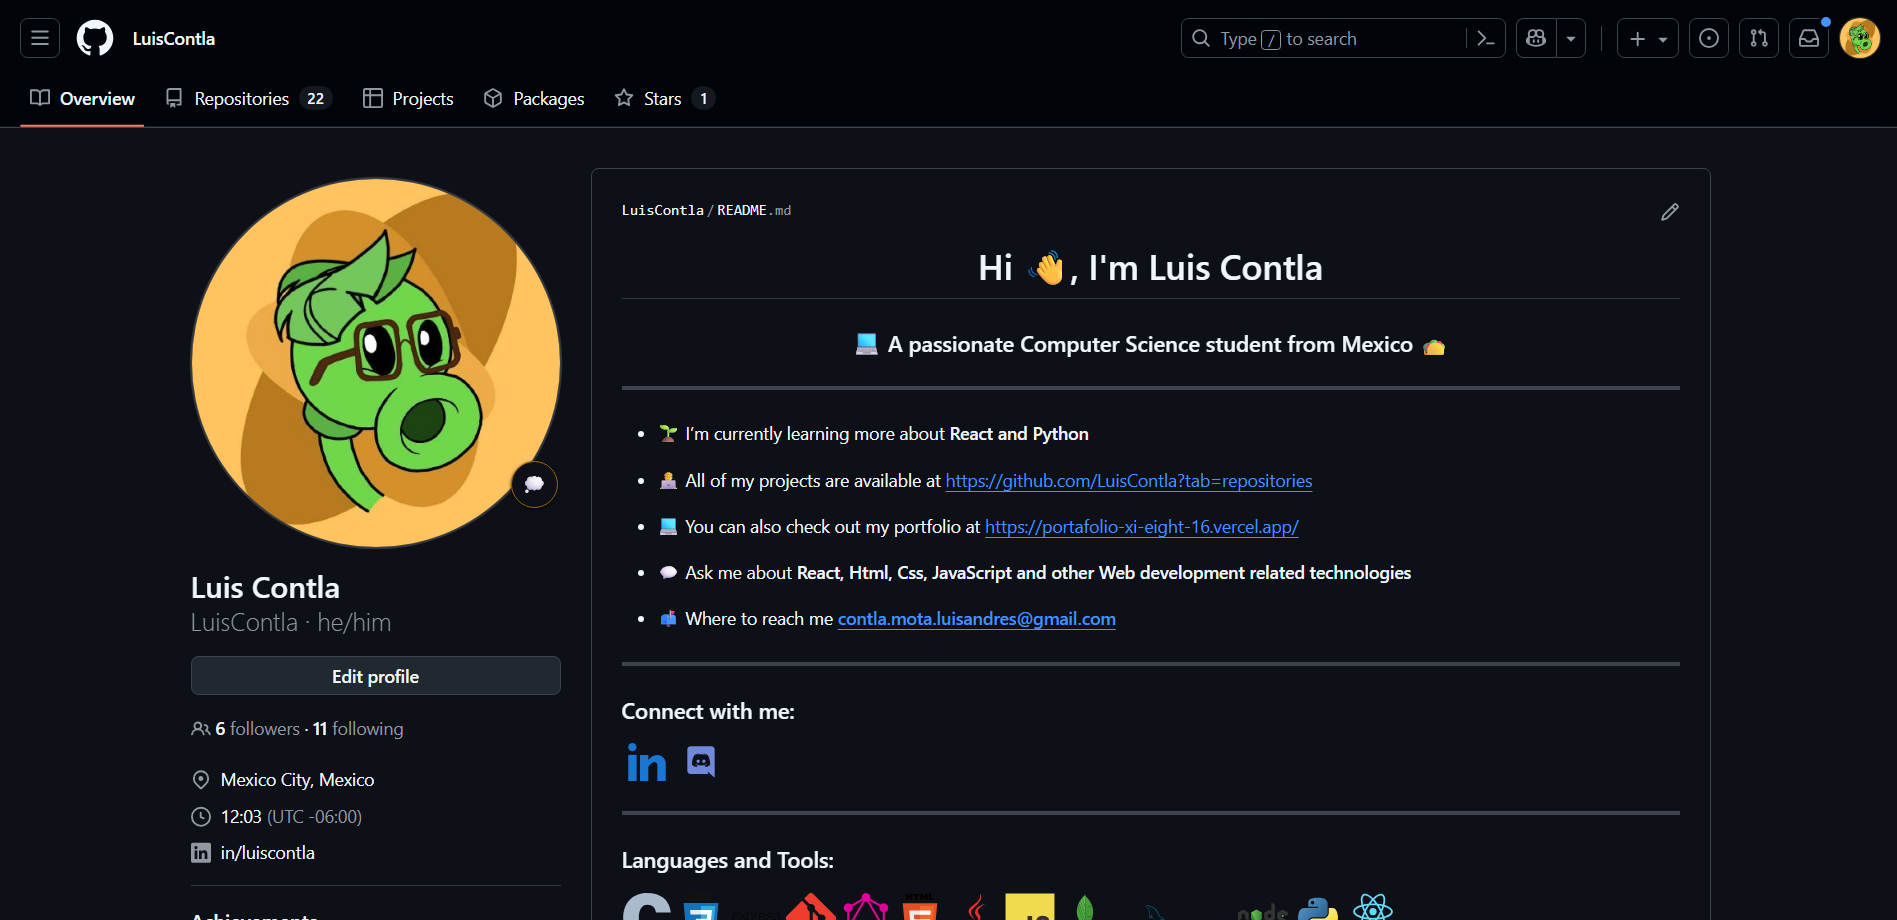 LuisContla
Type / to search
Overview
Repositories 22
Projects
Packages
Stars 1
LuisContla / README.md
Hi 👋, I'm Luis Contla
💻 A passionate Computer Science student from Mexico 🌮
• 🌱 I’m currently learning more about React and Python
• 👨‍💻 All of my projects are available at https://github.com/LuisContla?tab=repositories
• 💻 You can also check out my portfolio at https://portafolio-xi-eight-16.vercel.app/
• 💬 Ask me about React, Html, Css, JavaScript and other Web development related technologies
• 📫 Where to reach me contla.mota.luisandres@gmail.com
Connect with me:
in
Languages and Tools:
HTML
node
Luis Contla
LuisContla · he/him
Edit profile
6 followers · 11 following
Mexico City, Mexico
12:03 (UTC -06:00)
in/luiscontla
Achievements